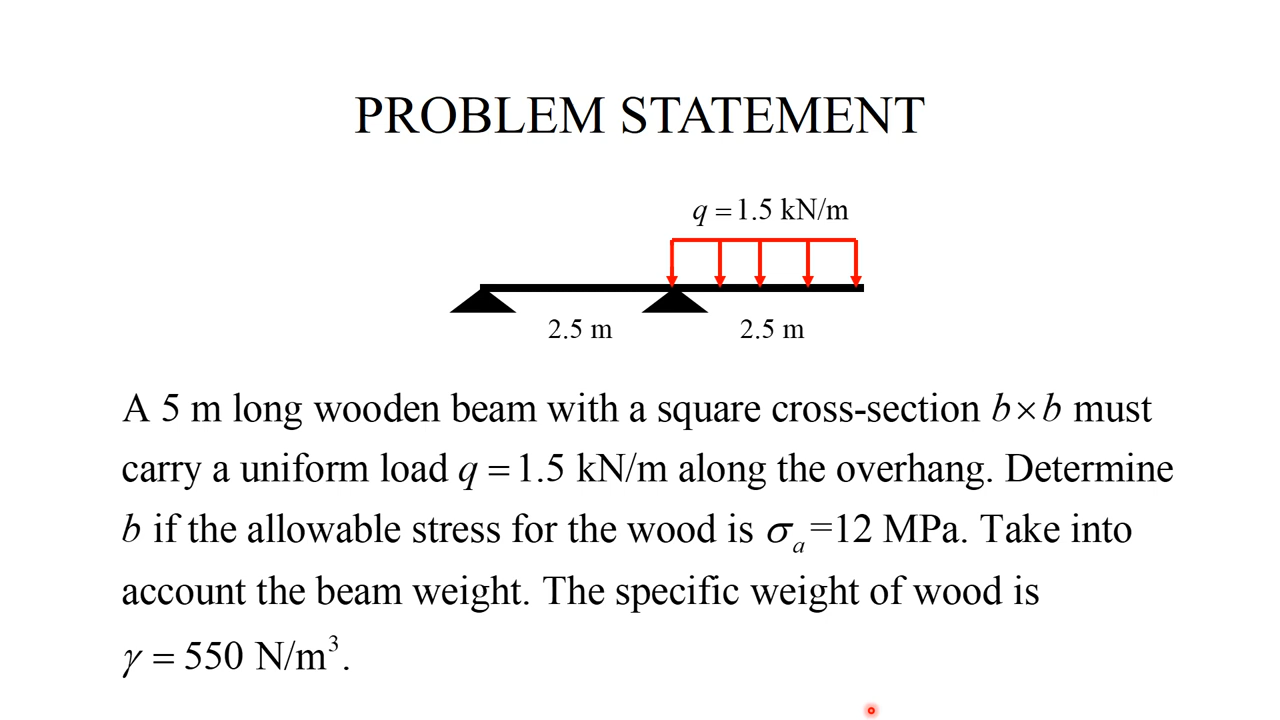 PROBLEM STATEMENT
q = 1.5 kN/m
2.5 m 2.5 m
A 5 m long wooden beam with a square cross-section b×b must
carry a uniform load q = 1.5 kN/m along the overhang. Determine
b if the allowable stress for the wood is σₐ=12 MPa. Take into
account the beam weight. The specific weight of wood is
γ = 550 N/m³.